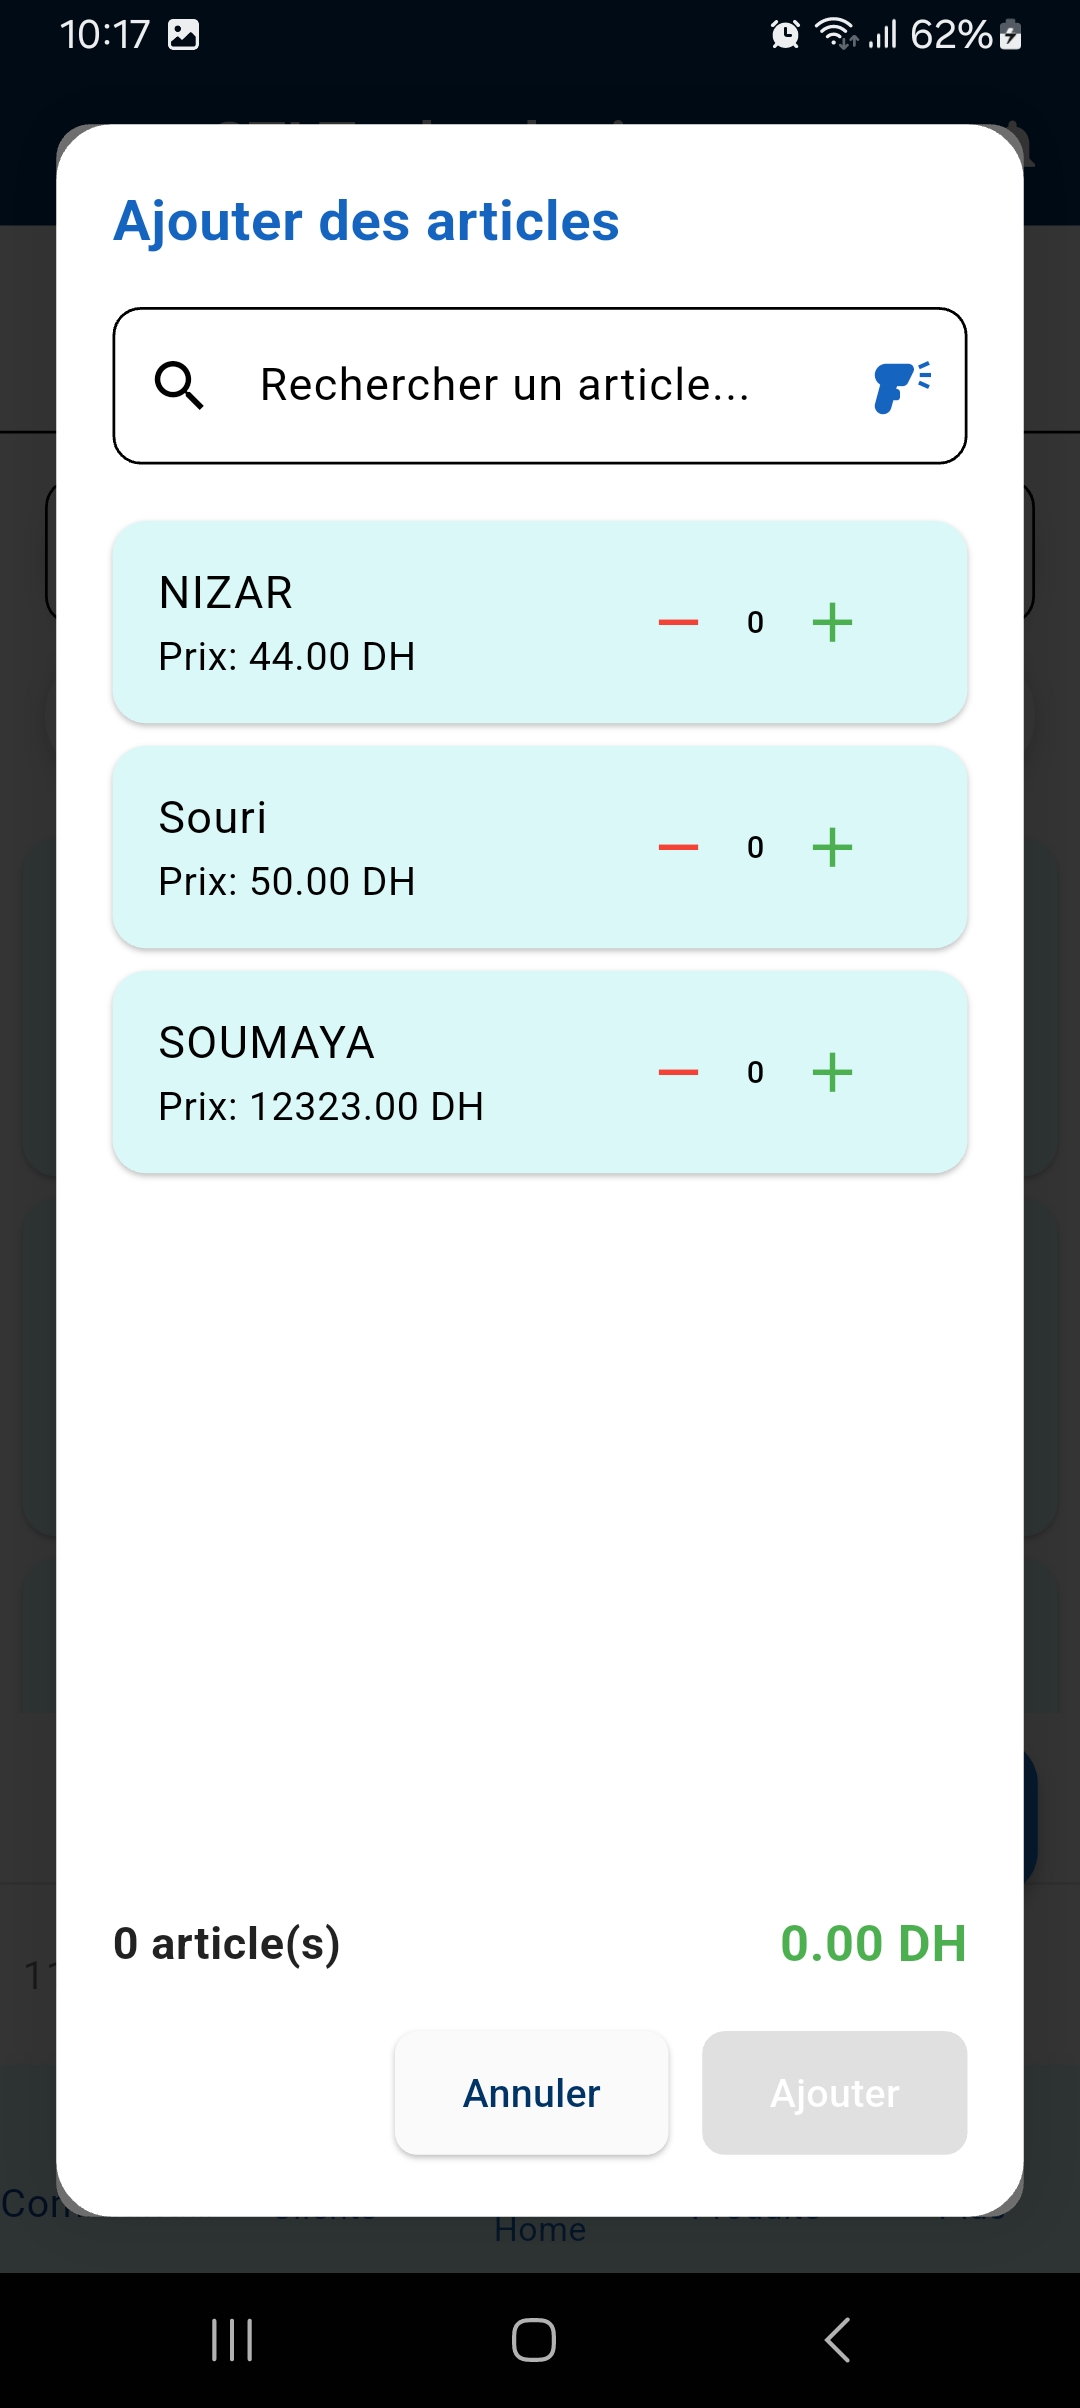 10:17 62%
Ajouter des articles
Rechercher un article...
NIZAR
Prix: 44.00 DH
0
Souri
Prix: 50.00 DH
0
SOUMAYA
Prix: 12323.00 DH
0
0 article(s) 0.00 DH
Annuler Ajouter
Home